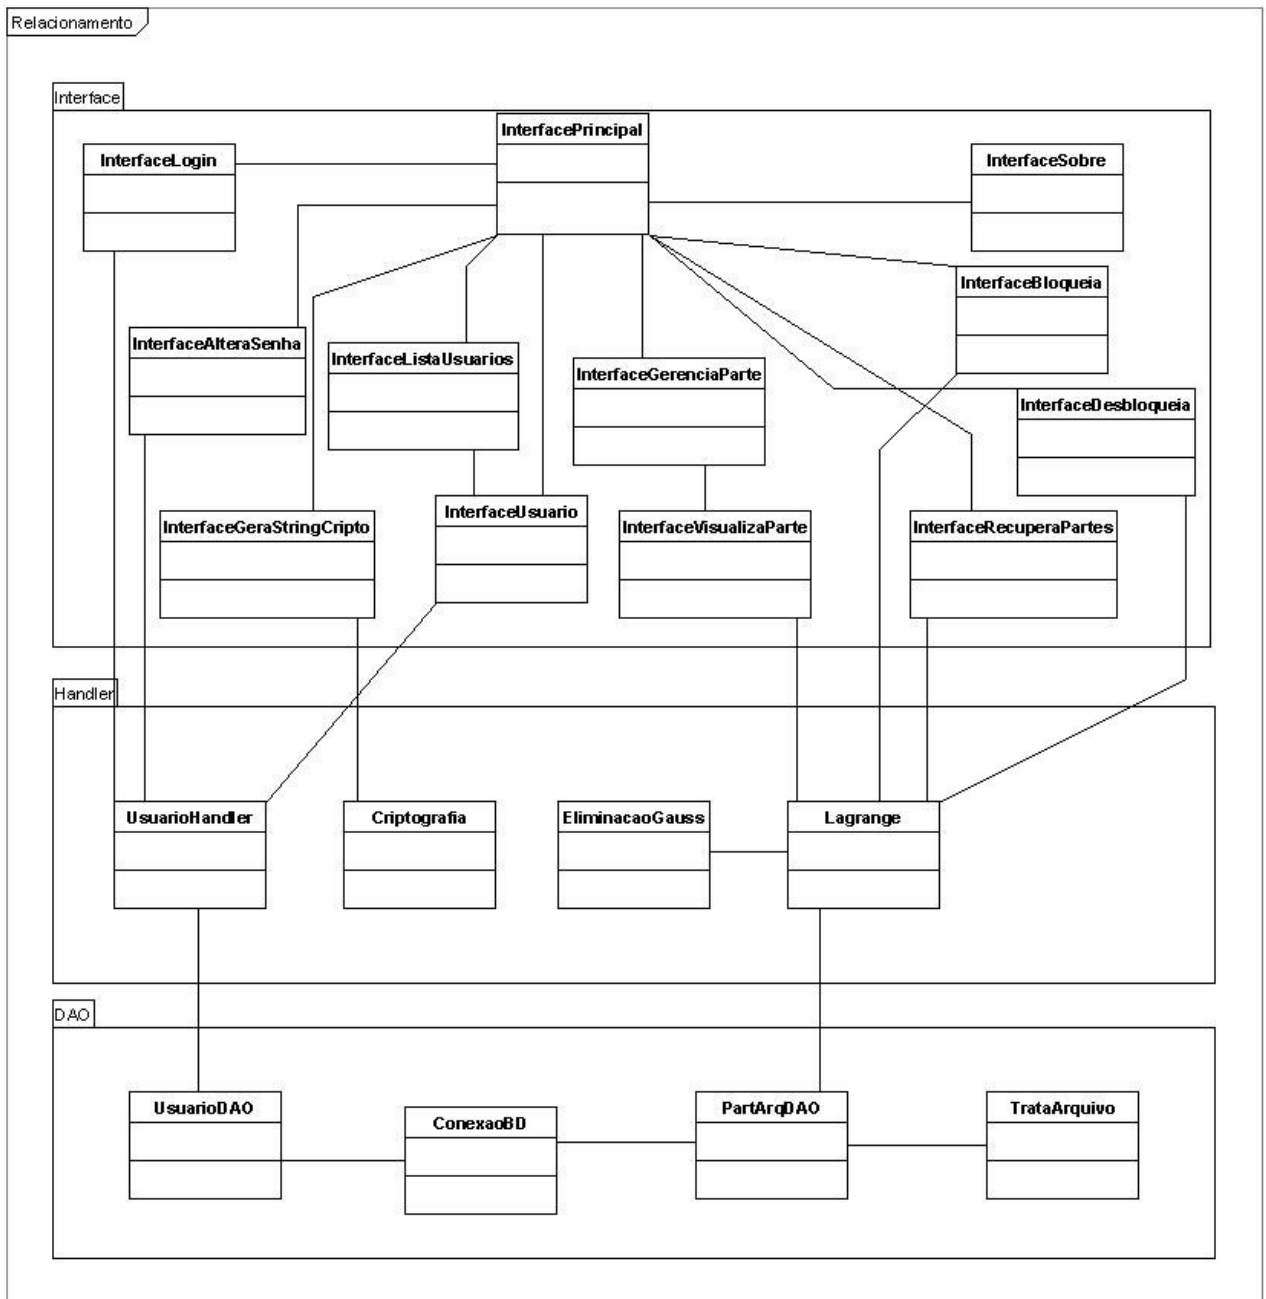 Relacionamento
Interface
InterfacePrincipal
InterfaceLogin
InterfaceSobre
InterfaceBloqueia
InterfaceAlteraSenha
InterfaceListaUsuarios
InterfaceGerenciaParte
InterfaceDesbloqueia
InterfaceGeraStringCripto
InterfaceUsuario
InterfaceVisualizaParte
InterfaceRecuperaPartes
Handler
UsuarioHandler
Criptografia
EliminacaoGauss
Lagrange
DAO
UsuarioDAO
ConexaoBD
PartArqDAO
TrataArquivo